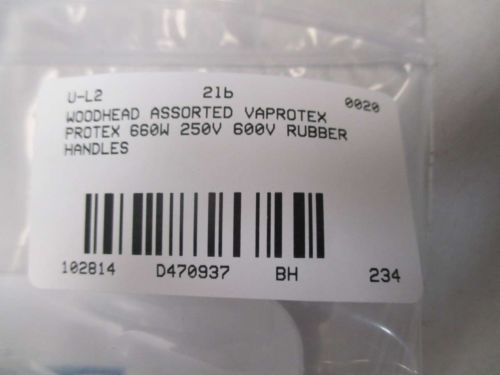 U-L2 21b 0020
WOODHEAD ASSORTED VAPROTEX
PROTEX 660W 250V 600V RUBBER
HANDLES
102814 D470937 BH 234